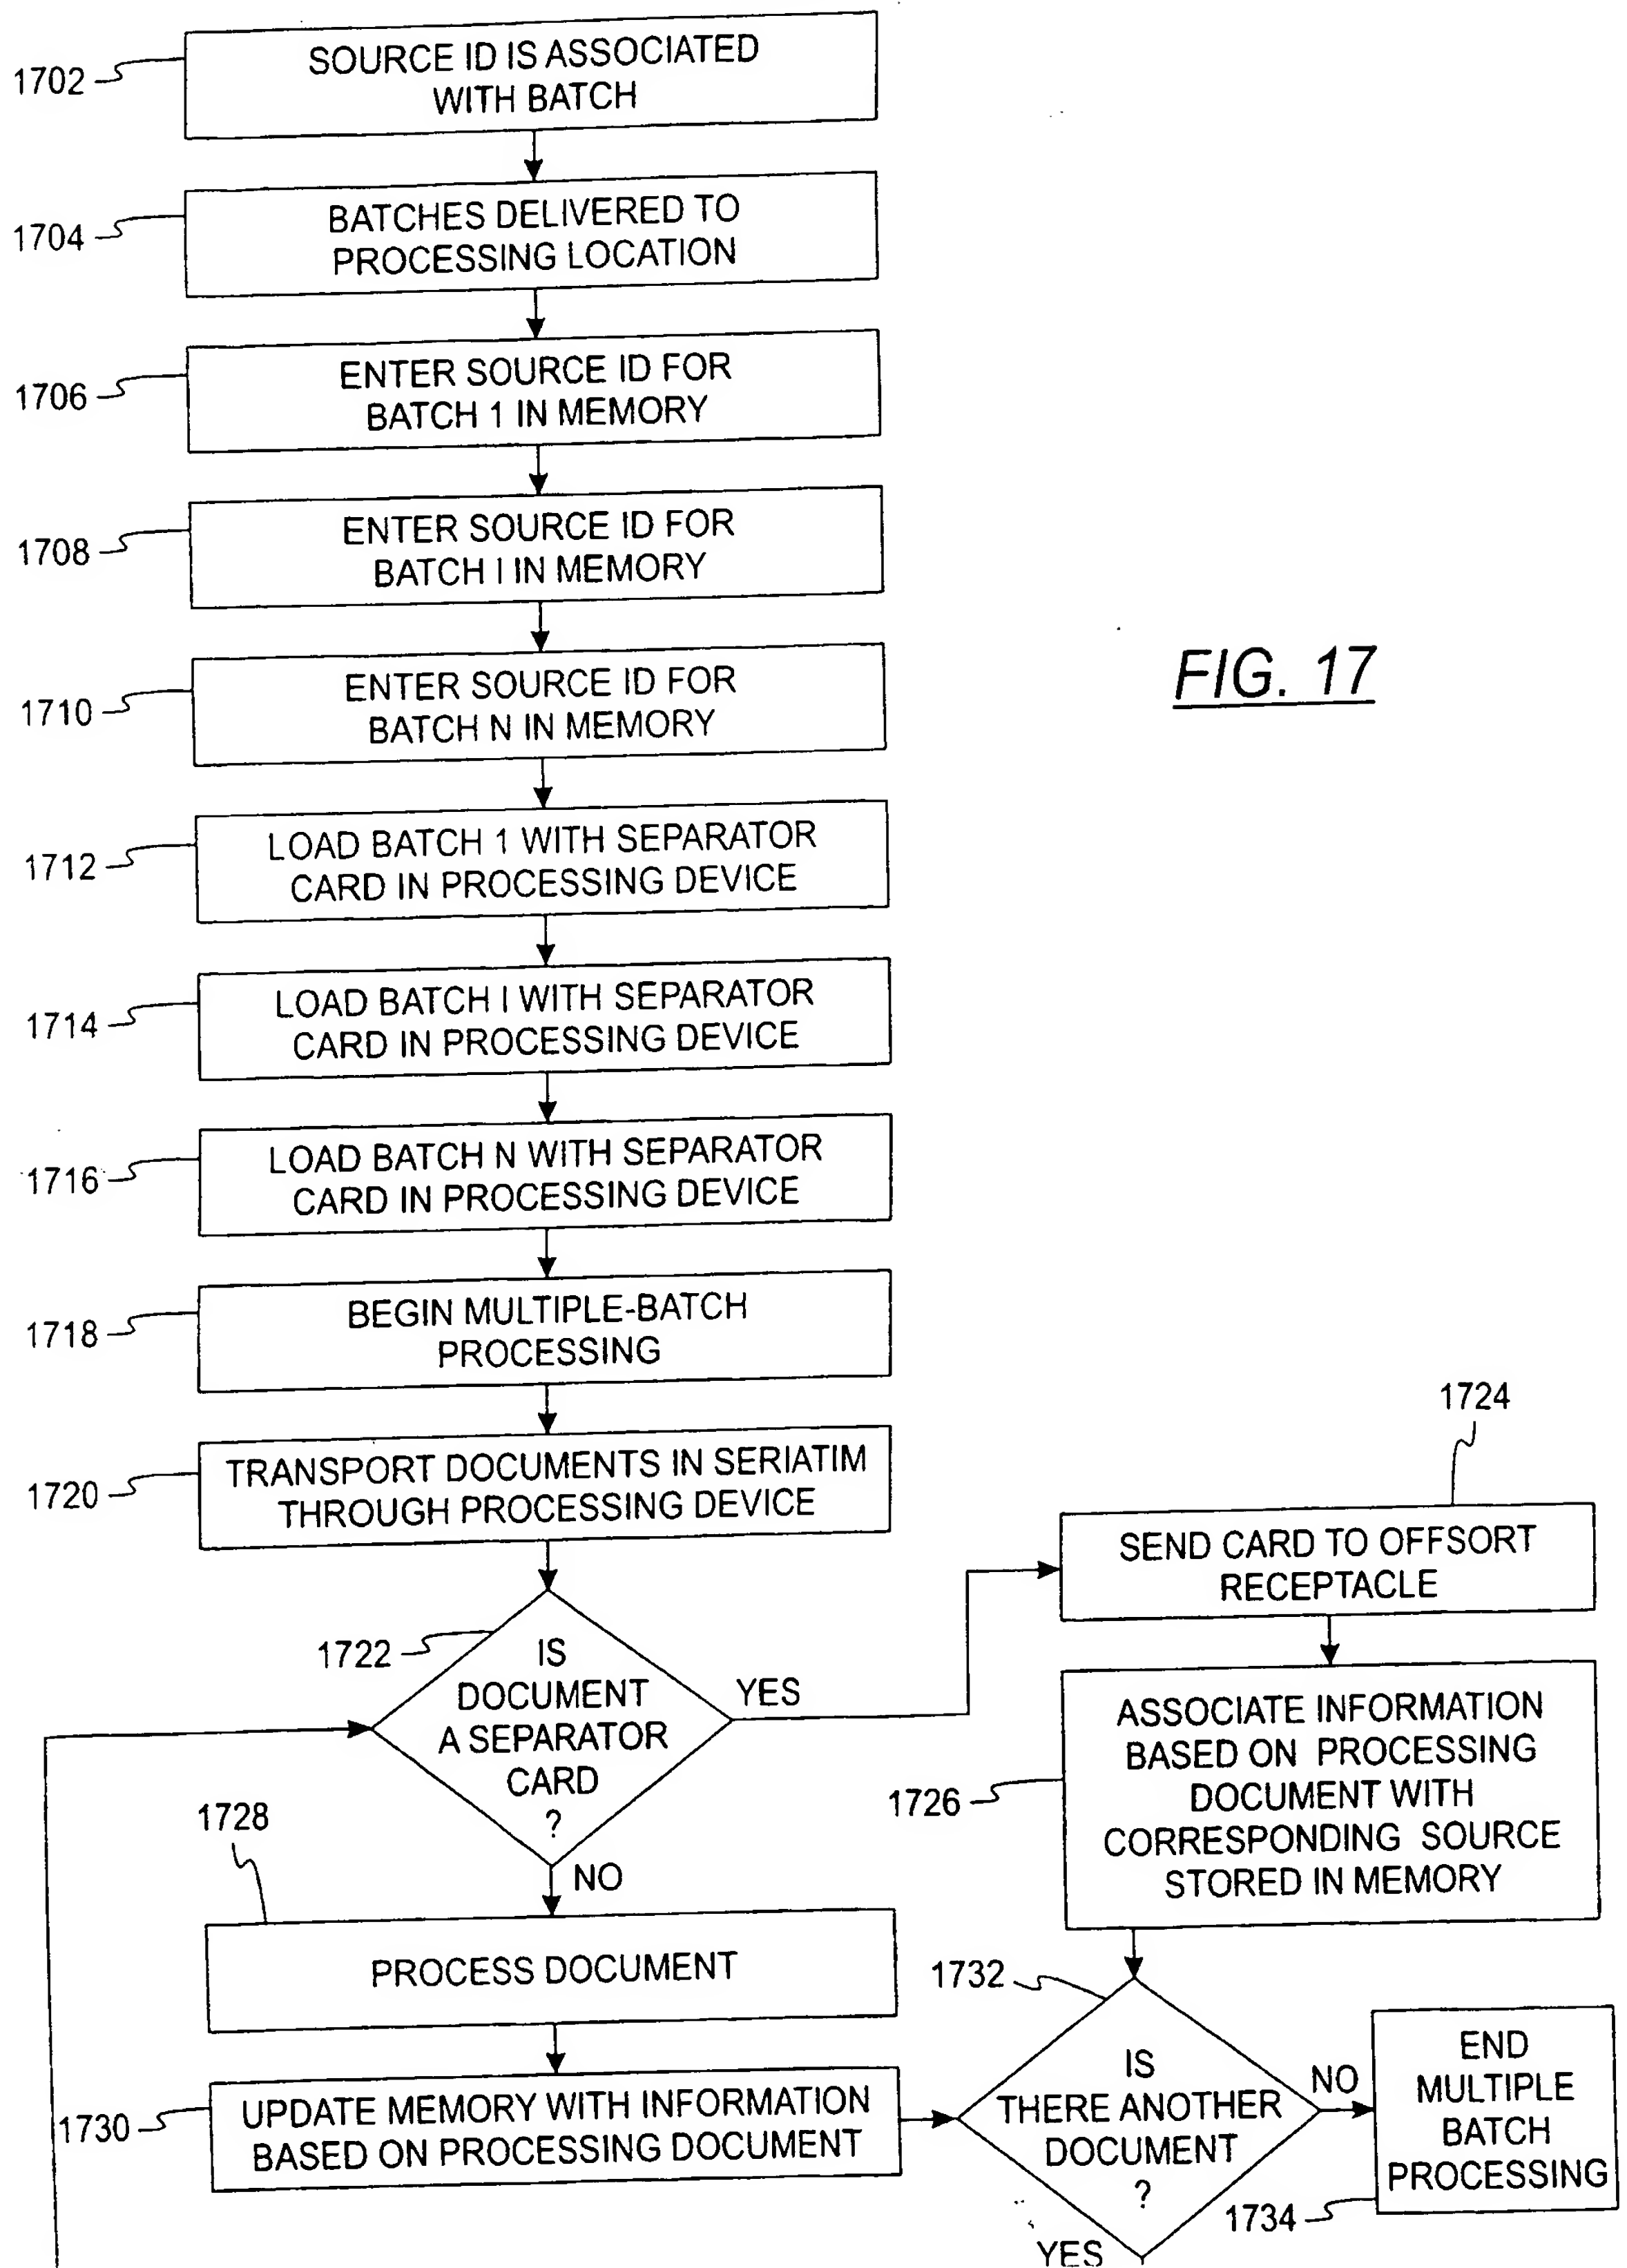 1702
SOURCE ID IS ASSOCIATED
WITH BATCH
1704
BATCHES DELIVERED TO
PROCESSING LOCATION
1706
ENTER SOURCE ID FOR
BATCH 1 IN MEMORY
1708
ENTER SOURCE ID FOR
BATCH I IN MEMORY
1710
ENTER SOURCE ID FOR
BATCH N IN MEMORY
FIG. 17
1712
LOAD BATCH 1 WITH SEPARATOR
CARD IN PROCESSING DEVICE
1714
LOAD BATCH I WITH SEPARATOR
CARD IN PROCESSING DEVICE
1716
LOAD BATCH N WITH SEPARATOR
CARD IN PROCESSING DEVICE
1718
BEGIN MULTIPLE-BATCH
PROCESSING
1720
TRANSPORT DOCUMENTS IN SERIATIM
THROUGH PROCESSING DEVICE
1722
IS
DOCUMENT
A SEPARATOR
CARD
?
YES
NO
1724
SEND CARD TO OFFSORT
RECEPTACLE
1726
ASSOCIATE INFORMATION
BASED ON PROCESSING
DOCUMENT WITH
CORRESPONDING SOURCE
STORED IN MEMORY
1728
PROCESS DOCUMENT
1730
UPDATE MEMORY WITH INFORMATION
BASED ON PROCESSING DOCUMENT
1732
IS
THERE ANOTHER
DOCUMENT
?
NO
YES
1734
END
MULTIPLE
BATCH
PROCESSING